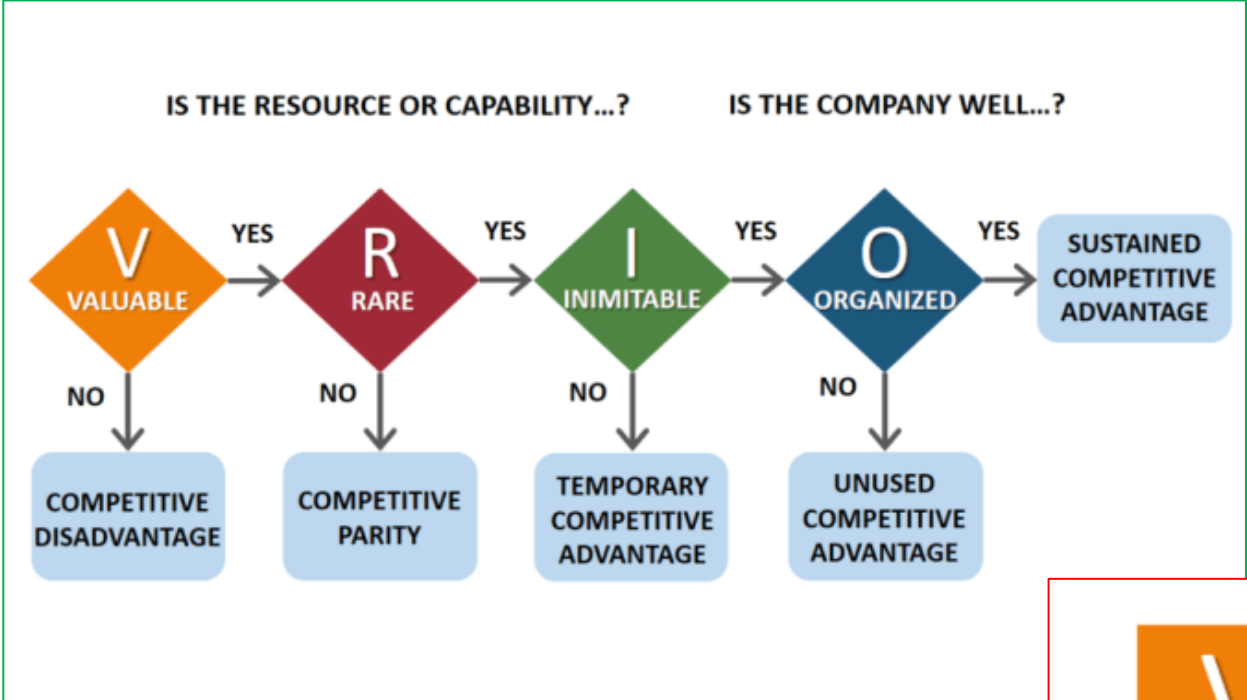 IS THE RESOURCE OR CAPABILITY...?
IS THE COMPANY WELL...?
V
VALUABLE
YES
R
RARE
YES
I
INIMITABLE
YES
O
ORGANIZED
YES
SUSTAINED
COMPETITIVE
ADVANTAGE
NO
COMPETITIVE
DISADVANTAGE
NO
COMPETITIVE
PARITY
NO
TEMPORARY
COMPETITIVE
ADVANTAGE
NO
UNUSED
COMPETITIVE
ADVANTAGE